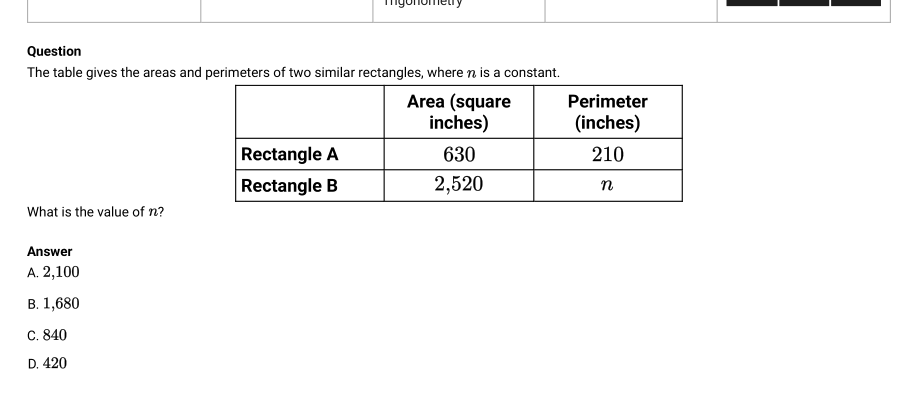 Trigonometry
Question
The table gives the areas and perimeters of two similar rectangles, where n is a constant.
Area (square inches) Perimeter (inches)
Rectangle A 630 210
Rectangle B 2,520 n
What is the value of n?
Answer
A. 2,100
B. 1,680
C. 840
D. 420